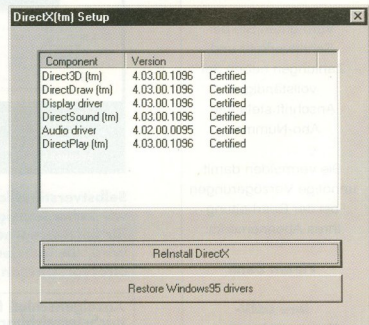 DirectX(tm) Setup
Component Version
Direct3D (tm) 4.03.00.1096 Certified
DirectDraw (tm) 4.03.00.1096 Certified
Display driver 4.03.00.1096 Certified
DirectSound (tm) 4.03.00.1096 Certified
Audio driver 4.02.00.0095 Certified
DirectPlay (tm) 4.03.00.1096 Certified
ReInstall DirectX
Restore Windows95 drivers